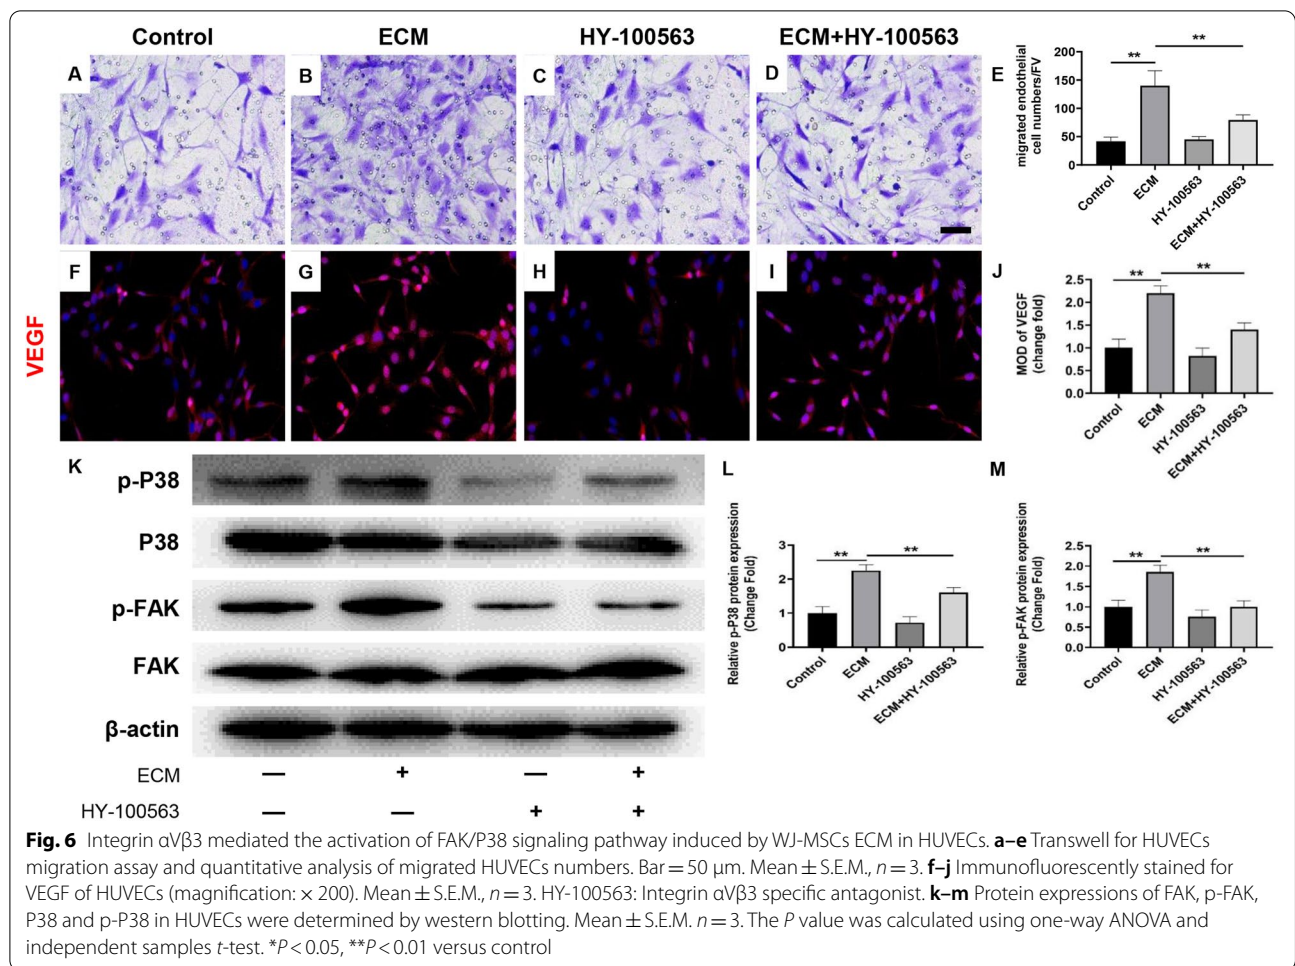 Control ECM HY-100563 ECM+HY-100563
A B C D
E
migrated endothelial
cell numbers/FV
200
150
100
50
0
** **
Control ECM HY-100563 ECM+HY-100563
VEGF
F G H I
J
MOD of VEGF
(change fold)
2.5
2.0
1.5
1.0
0.5
0.0
** **
Control ECM HY-100563 ECM+HY-100563
K
p-P38
P38
p-FAK
FAK
β-actin
ECM — + — +
HY-100563 — — + +
L
Relative p-P38 protein expression
(Change Fold)
3
2
1
0
** **
Control ECM HY-100563 ECM+HY-100563
M
Relative p-FAK protein expression
(Change Fold)
2.5
2.0
1.5
1.0
0.5
0.0
** **
Control ECM HY-100563 ECM+HY-100563
Fig. 6 Integrin αVβ3 mediated the activation of FAK/P38 signaling pathway induced by WJ-MSCs ECM in HUVECs. a–e Transwell for HUVECs
migration assay and quantitative analysis of migrated HUVECs numbers. Bar = 50 μm. Mean ± S.E.M., n = 3. f–j Immunofluorescently stained for
VEGF of HUVECs (magnification: × 200). Mean ± S.E.M., n = 3. HY-100563: Integrin αVβ3 specific antagonist. k–m Protein expressions of FAK, p-FAK,
P38 and p-P38 in HUVECs were determined by western blotting. Mean ± S.E.M. n = 3. The P value was calculated using one-way ANOVA and
independent samples t-test. *P < 0.05, **P < 0.01 versus control